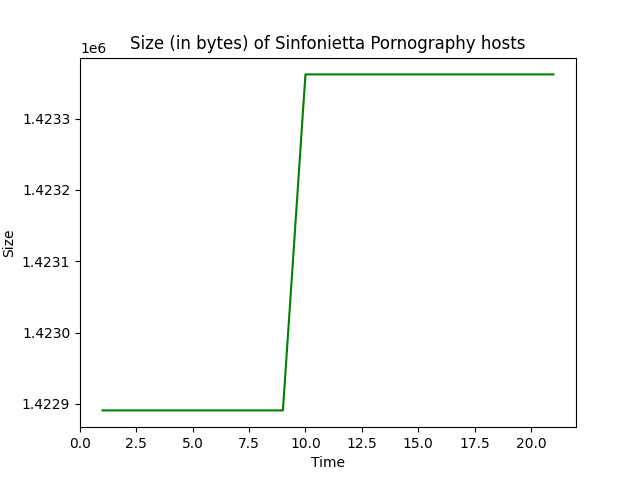 Size (in bytes) of Sinfonietta Pornography hosts
1e6
1.4233
1.4232
1.4231
1.4230
1.4229
Size
0.0 2.5 5.0 7.5 10.0 12.5 15.0 17.5 20.0
Time